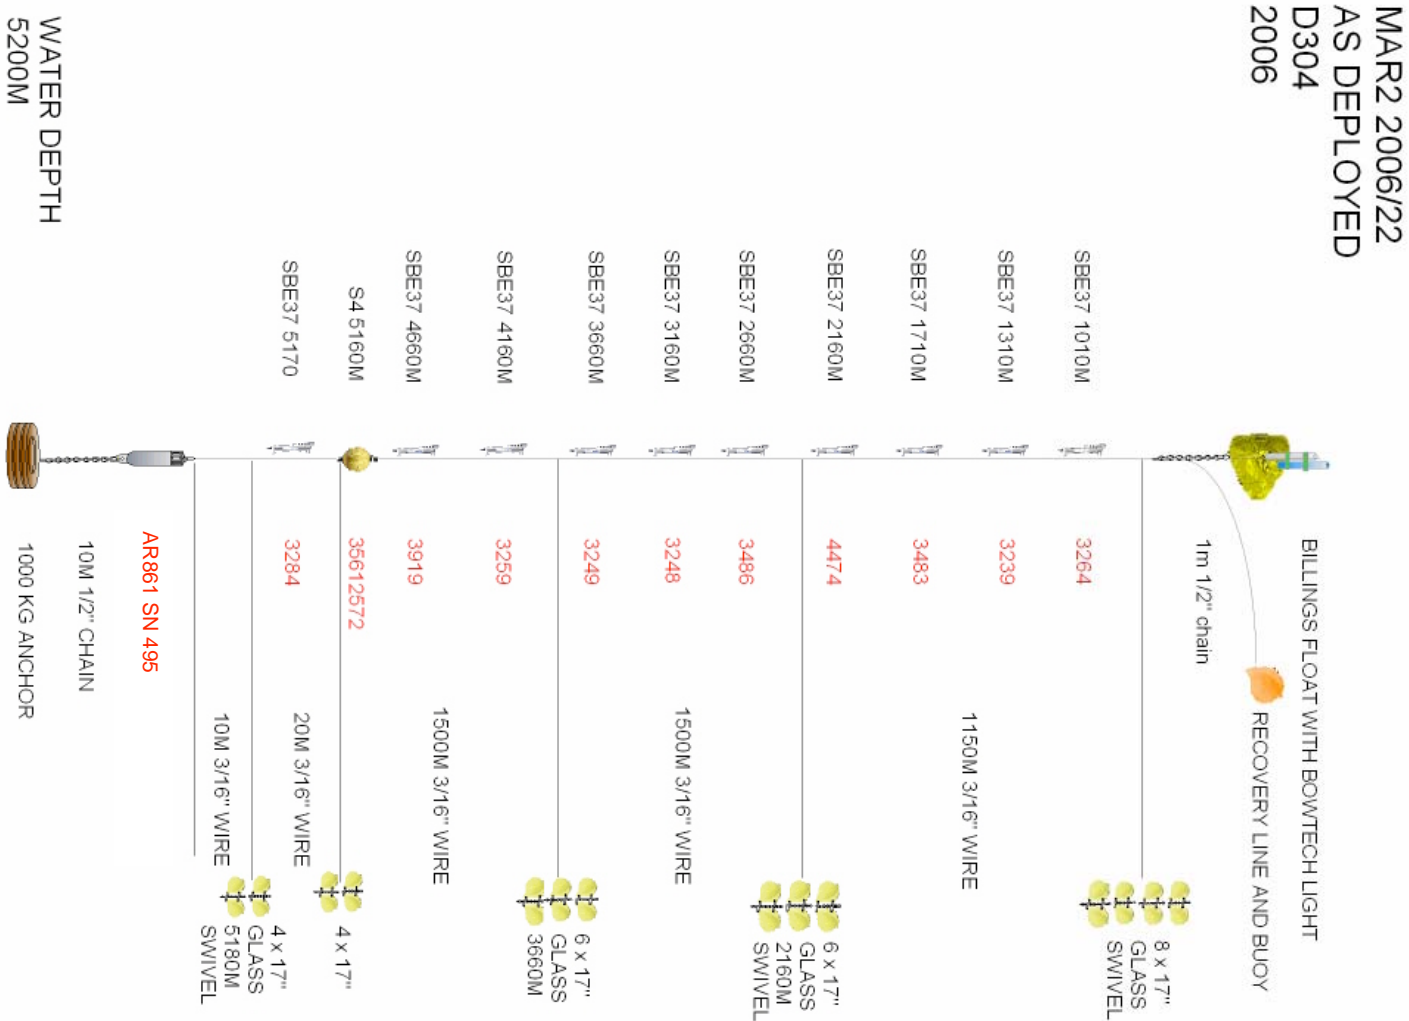 MAR2 2006/22
AS DEPLOYED
D304
2006
BILLINGS FLOAT WITH BOWTECH LIGHT
RECOVERY LINE AND BUOY
1m 1/2" chain
8 x 17"
GLASS
SWIVEL
SBE37 1010M
3264
SBE37 1310M
3239
1150M 3/16" WIRE
SBE37 1710M
3483
SBE37 2160M
4474
6 x 17"
GLASS
2160M
SWIVEL
SBE37 2660M
3486
SBE37 3160M
3248
1500M 3/16" WIRE
SBE37 3660M
3249
6 x 17"
GLASS
3660M
SBE37 4160M
3259
1500M 3/16" WIRE
SBE37 4660M
3919
S4 5160M
35612572
4 x 17"
SBE37 5170
3284
20M 3/16" WIRE
4 x 17"
GLASS
5180M
SWIVEL
10M 3/16" WIRE
AR861 SN 495
10M 1/2" CHAIN
1000 KG ANCHOR
WATER DEPTH
5200M